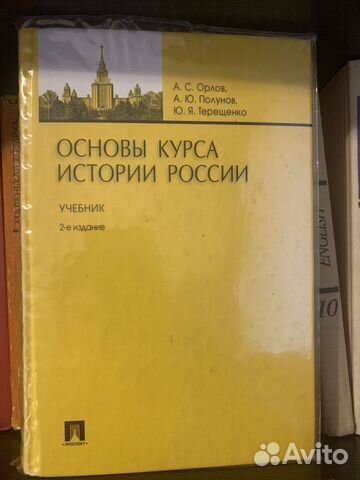 А. С. Орлов,
А. Ю. Полунов,
Ю. Я. Терещенко
ОСНОВЫ КУРСА
ИСТОРИИ РОССИИ
УЧЕБНИК
2-е издание
ПРОСПЕКТ
ENGLISH
10
Avito